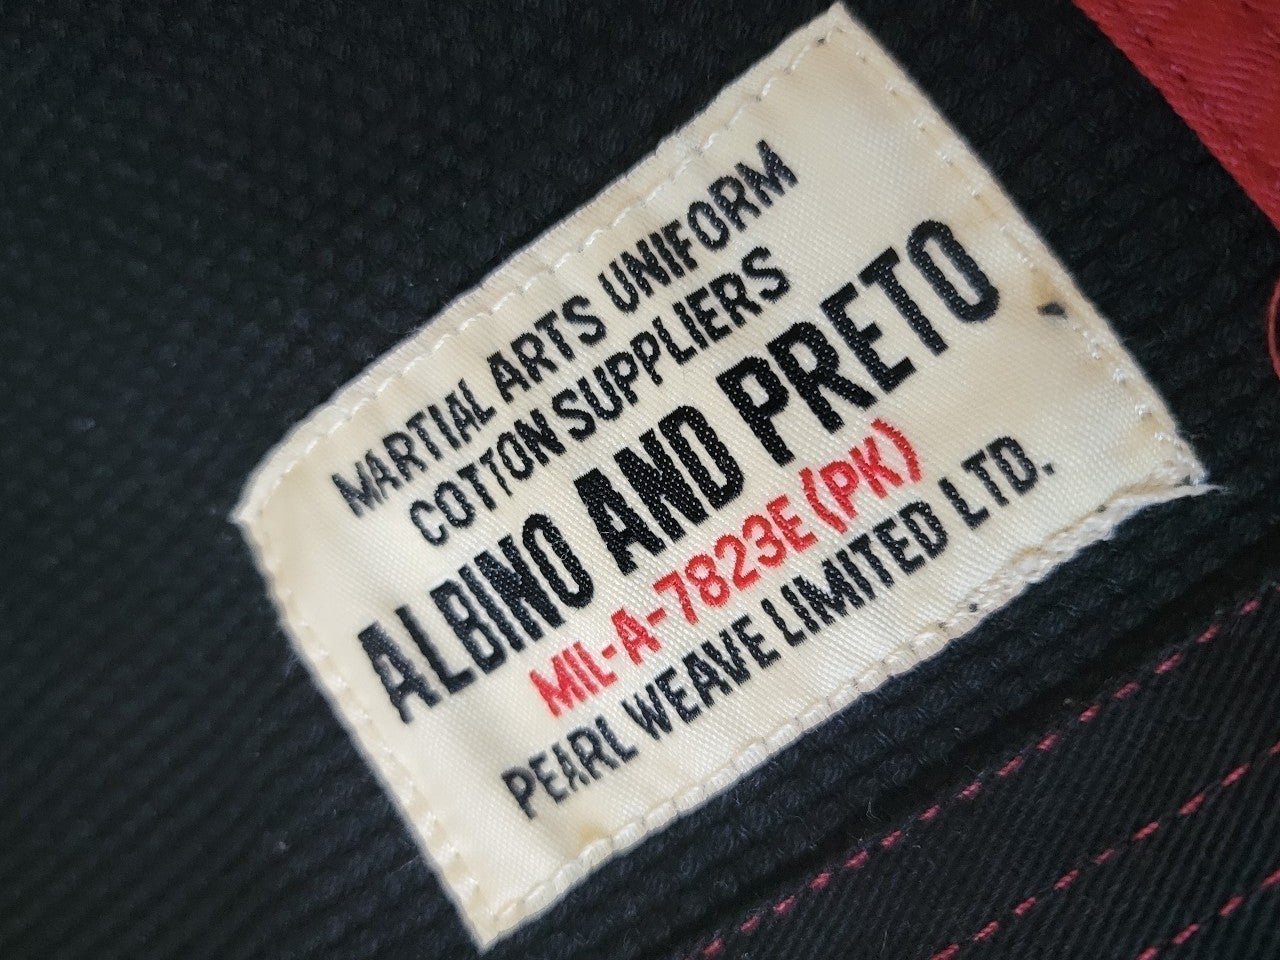 MARTIAL ARTS UNIFORM
COTTON SUPPLIERS
ALBINO AND PRETO
MIL-A-7823E (PK)
PEARL WEAVE LIMITED LTD.